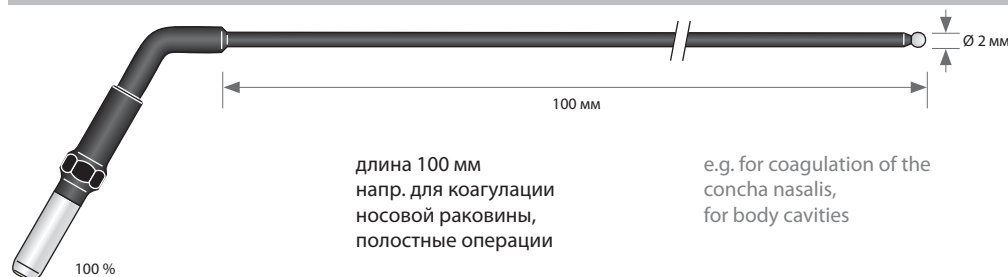 Ø 2 мм
100 мм
длина 100 мм
напр. для коагуляции
носовой раковины,
полостные операции
e.g. for coagulation of the
concha nasalis,
for body cavities
100 %